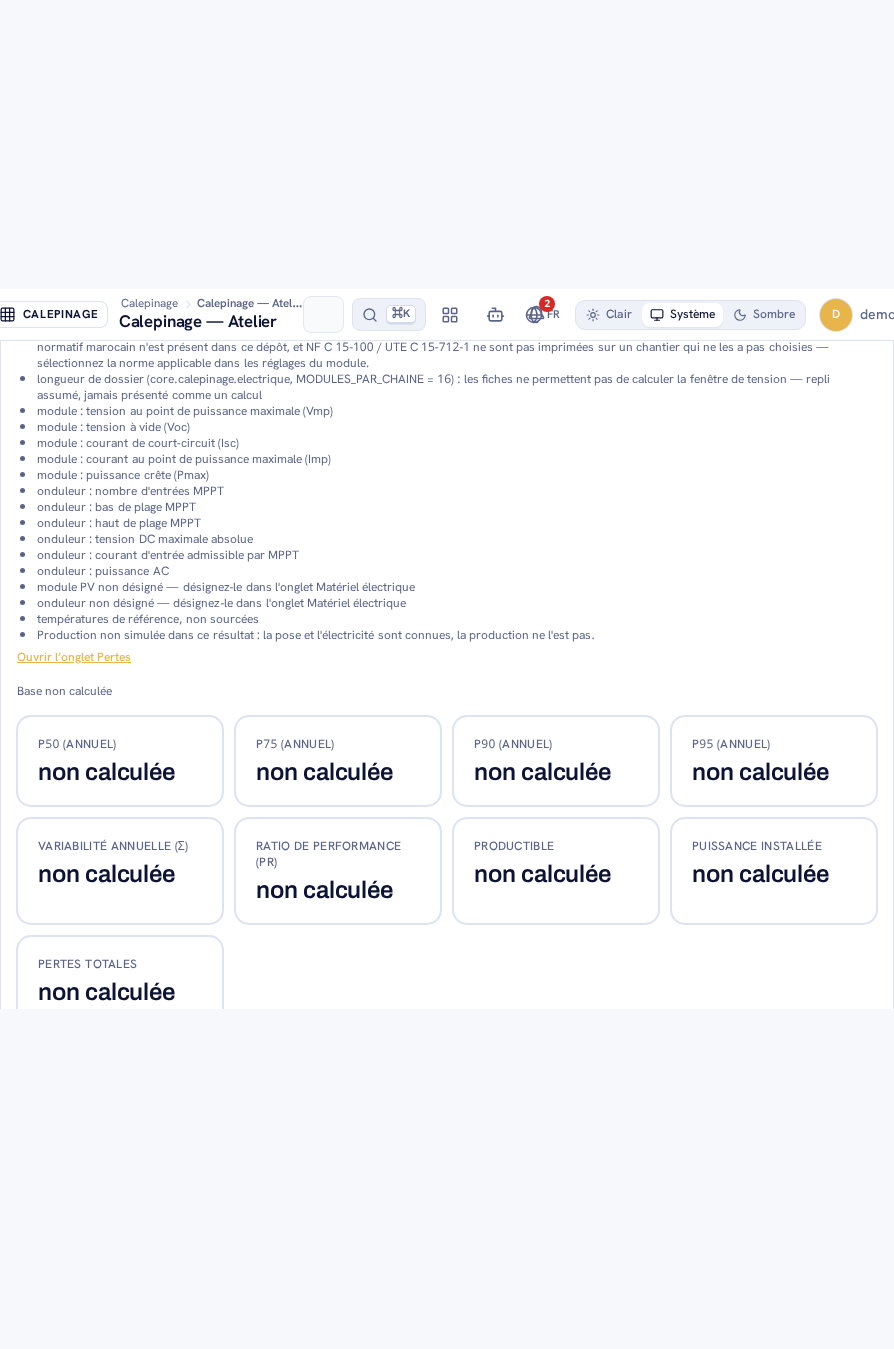 CALEPINAGE
Calepinage > Calepinage — Atel...
Calepinage — Atelier
⌘K
2
FR
Clair
Système
Sombre
D
demo
normatif marocain n'est présent dans ce dépôt, et NF C 15-100 / UTE C 15-712-1 ne sont pas imprimées sur un chantier qui ne les a pas choisies —
sélectionnez la norme applicable dans les réglages du module.
longueur de dossier (core.calepinage.electrique, MODULES_PAR_CHAINE = 16) : les fiches ne permettent pas de calculer la fenêtre de tension — repli
assumé, jamais présenté comme un calcul
module : tension au point de puissance maximale (Vmp)
module : tension à vide (Voc)
module : courant de court-circuit (Isc)
module : courant au point de puissance maximale (Imp)
module : puissance crête (Pmax)
onduleur : nombre d'entrées MPPT
onduleur : bas de plage MPPT
onduleur : haut de plage MPPT
onduleur : tension DC maximale absolue
onduleur : courant d'entrée admissible par MPPT
onduleur : puissance AC
module PV non désigné — désignez-le dans l'onglet Matériel électrique
onduleur non désigné — désignez-le dans l'onglet Matériel électrique
températures de référence, non sourcées
Production non simulée dans ce résultat : la pose et l'électricité sont connues, la production ne l'est pas.
Ouvrir l’onglet Pertes
Base non calculée
P50 (ANNUEL)
non calculée
P75 (ANNUEL)
non calculée
P90 (ANNUEL)
non calculée
P95 (ANNUEL)
non calculée
VARIABILITÉ ANNUELLE (Σ)
non calculée
RATIO DE PERFORMANCE
(PR)
non calculée
PRODUCTIBLE
non calculée
PUISSANCE INSTALLÉE
non calculée
PERTES TOTALES
non calculée